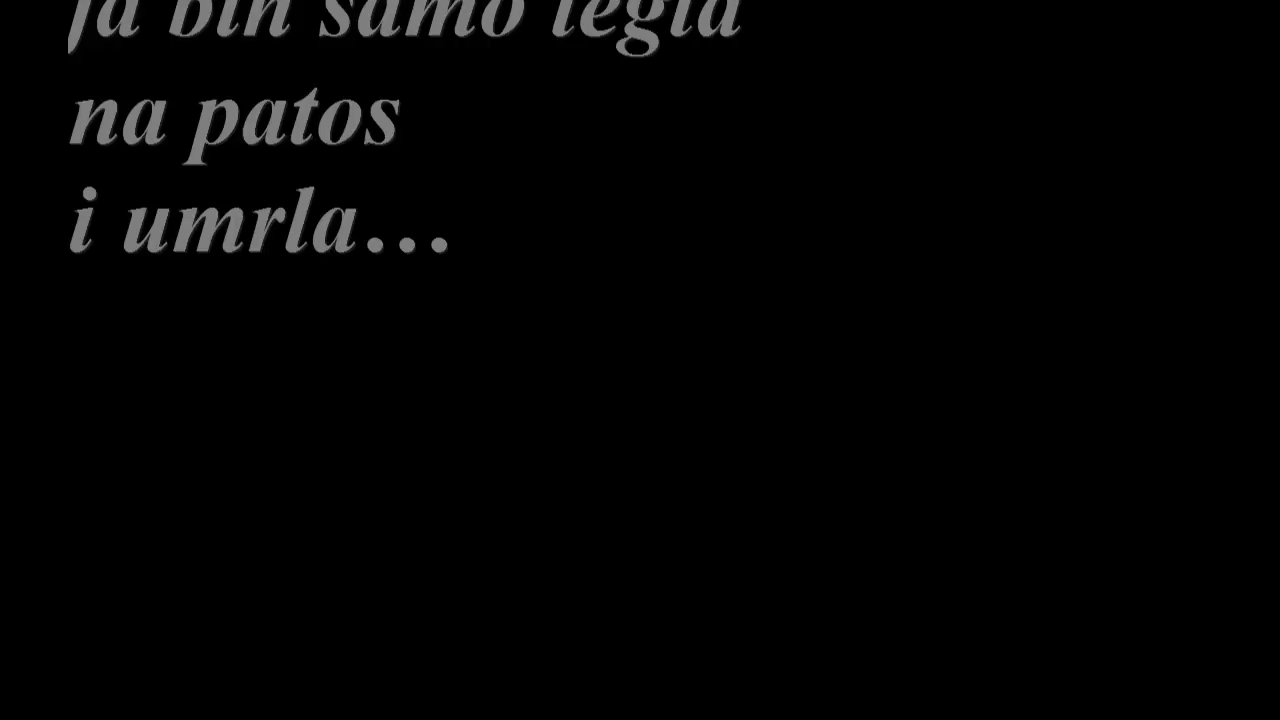 ja bih samo legla
na patos
i umrla…